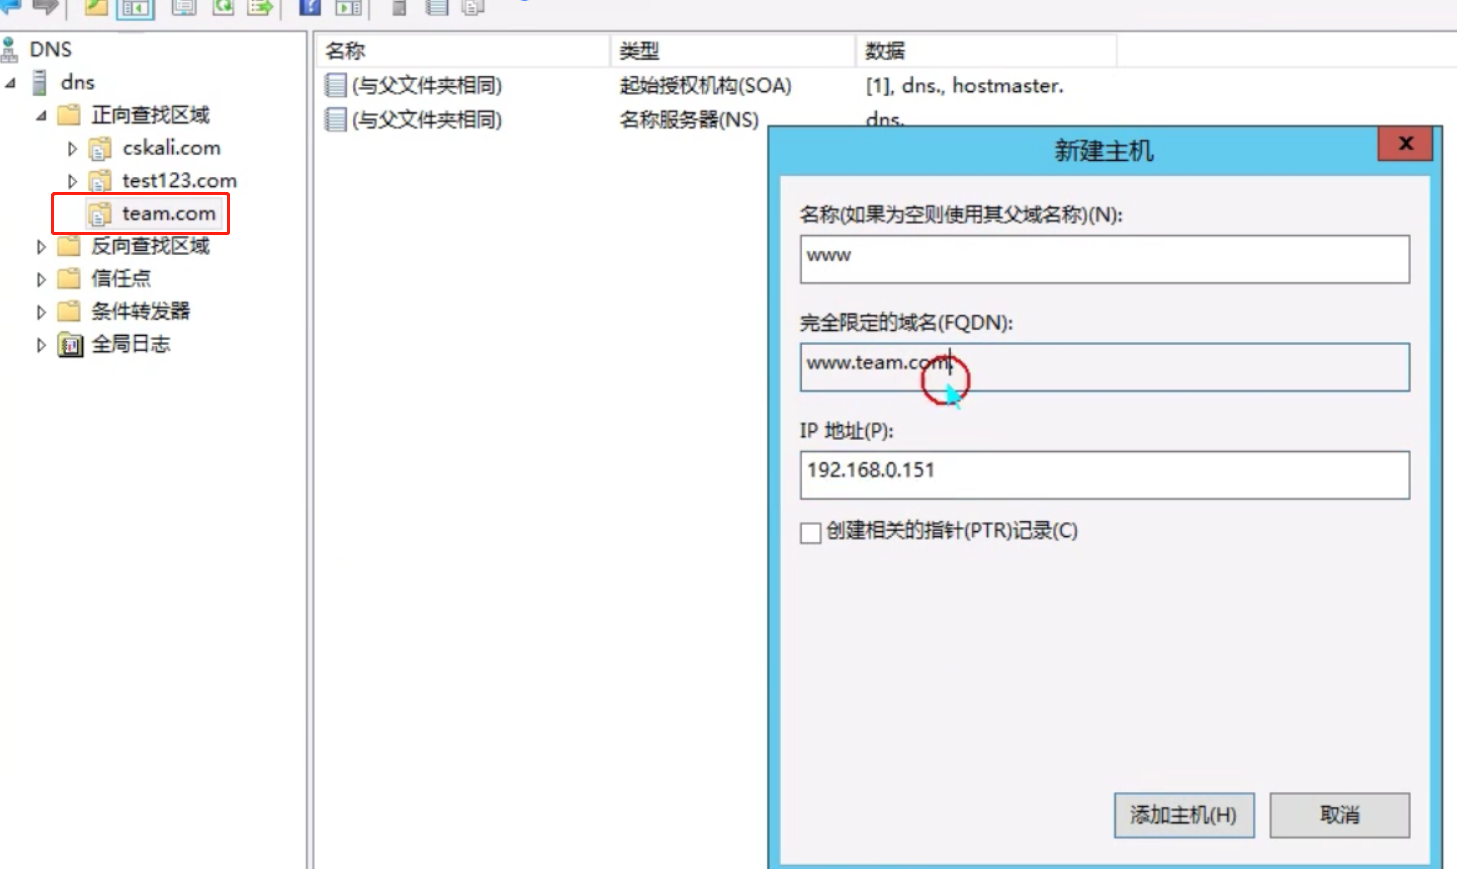 DNS
dns
正向查找区域
cskali.com
test123.com
team.com
反向查找区域
信任点
条件转发器
全局日志
名称 类型 数据
(与父文件夹相同) 起始授权机构(SOA) [1], dns., hostmaster.
(与父文件夹相同) 名称服务器(NS) dns.
新建主机
名称(如果为空则使用其父域名称)(N):
www
完全限定的域名(FQDN):
www.team.com.
IP 地址(P):
192.168.0.151
创建相关的指针(PTR)记录(C)
添加主机(H) 取消